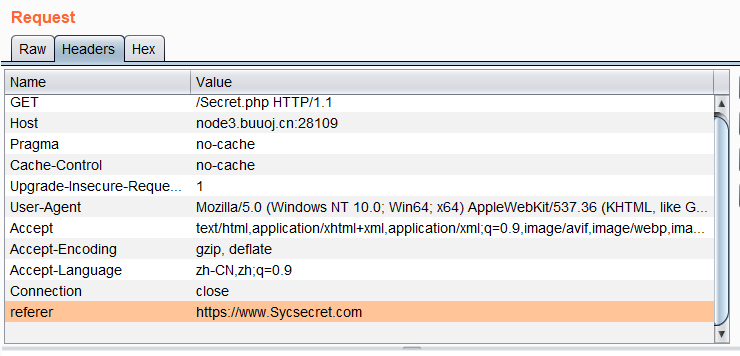 Request
Raw Headers Hex
Name Value
GET /Secret.php HTTP/1.1
Host node3.buuoj.cn:28109
Pragma no-cache
Cache-Control no-cache
Upgrade-Insecure-Reque... 1
User-Agent Mozilla/5.0 (Windows NT 10.0; Win64; x64) AppleWebKit/537.36 (KHTML, like G...
Accept text/html,application/xhtml+xml,application/xml;q=0.9,image/avif,image/webp,ima...
Accept-Encoding gzip, deflate
Accept-Language zh-CN,zh;q=0.9
Connection close
referer https://www.Sycsecret.com